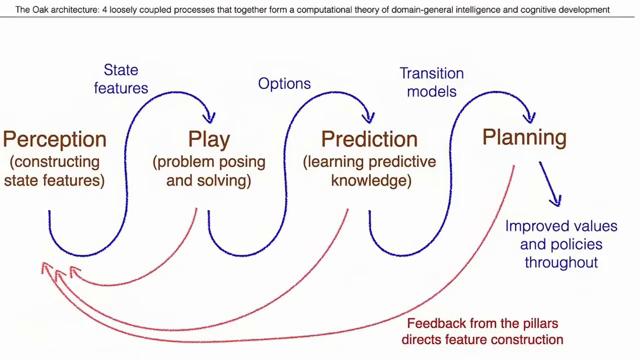 The Oak architecture: 4 loosely coupled processes that together form a computational theory of domain-general intelligence and cognitive development
State
features
Options
Transition
models
Perception
(constructing
state features)
Play
(problem posing
and solving)
Prediction
(learning predictive
knowledge)
Planning
Improved values
and policies
throughout
Feedback from the pillars
directs feature construction